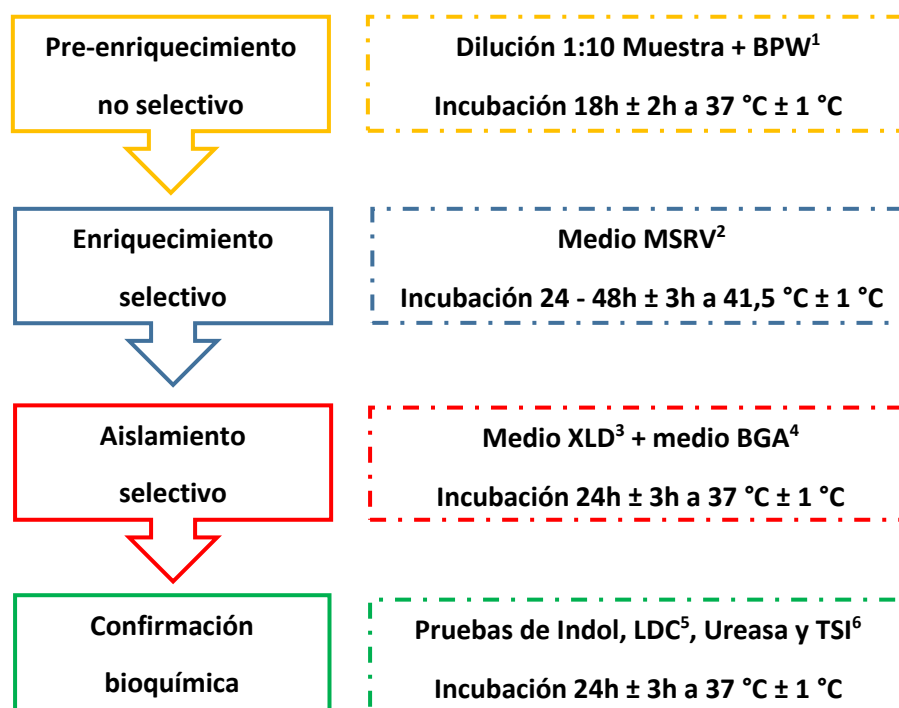 Pre-enriquecimiento
no selectivo
Dilución 1:10 Muestra + BPW¹
Incubación 18h ± 2h a 37 °C ± 1 °C
Enriquecimiento
selectivo
Medio MSRV²
Incubación 24 - 48h ± 3h a 41,5 °C ± 1 °C
Aislamiento
selectivo
Medio XLD³ + medio BGA⁴
Incubación 24h ± 3h a 37 °C ± 1 °C
Confirmación
bioquímica
Pruebas de Indol, LDC⁵, Ureasa y TSI⁶
Incubación 24h ± 3h a 37 °C ± 1 °C